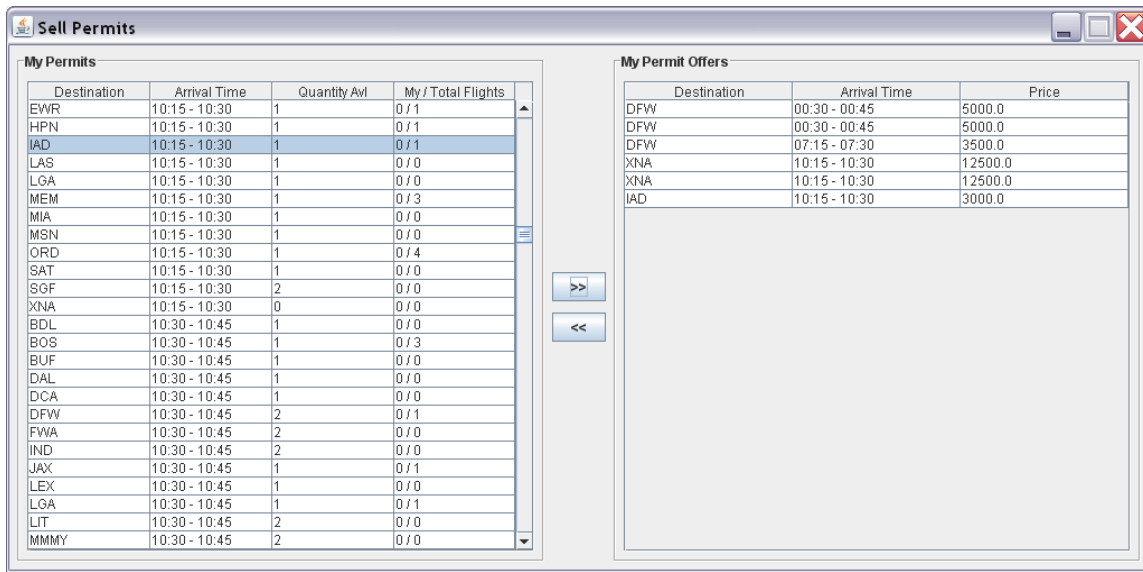 Sell Permits
My Permits
Destination Arrival Time Quantity Avl My / Total Flights
EWR 10:15 - 10:30 1 0 / 1
HPN 10:15 - 10:30 1 0 / 1
IAD 10:15 - 10:30 1 0 / 1
LAS 10:15 - 10:30 1 0 / 0
LGA 10:15 - 10:30 1 0 / 0
MEM 10:15 - 10:30 1 0 / 3
MIA 10:15 - 10:30 1 0 / 0
MSN 10:15 - 10:30 1 0 / 0
ORD 10:15 - 10:30 1 0 / 4
SAT 10:15 - 10:30 1 0 / 0
SGF 10:15 - 10:30 2 0 / 0
XNA 10:15 - 10:30 0 0 / 0
BDL 10:30 - 10:45 1 0 / 0
BOS 10:30 - 10:45 1 0 / 3
BUF 10:30 - 10:45 1 0 / 0
DAL 10:30 - 10:45 1 0 / 0
DCA 10:30 - 10:45 1 0 / 0
DFW 10:30 - 10:45 2 0 / 1
FWA 10:30 - 10:45 2 0 / 0
IND 10:30 - 10:45 2 0 / 0
JAX 10:30 - 10:45 1 0 / 1
LEX 10:30 - 10:45 1 0 / 0
LGA 10:30 - 10:45 1 0 / 1
LIT 10:30 - 10:45 2 0 / 0
MMMY 10:30 - 10:45 2 0 / 0
>>
<<
My Permit Offers
Destination Arrival Time Price
DFW 00:30 - 00:45 5000.0
DFW 00:30 - 00:45 5000.0
DFW 07:15 - 07:30 3500.0
XNA 10:15 - 10:30 12500.0
XNA 10:15 - 10:30 12500.0
IAD 10:15 - 10:30 3000.0